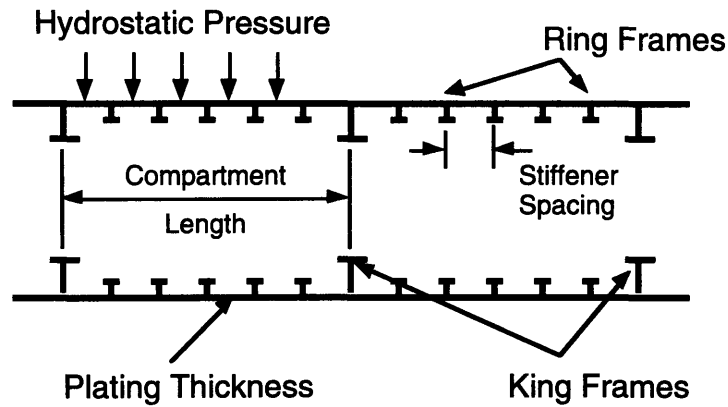 Hydrostatic Pressure
Ring Frames
Compartment
Length
Stiffener
Spacing
Plating Thickness
King Frames